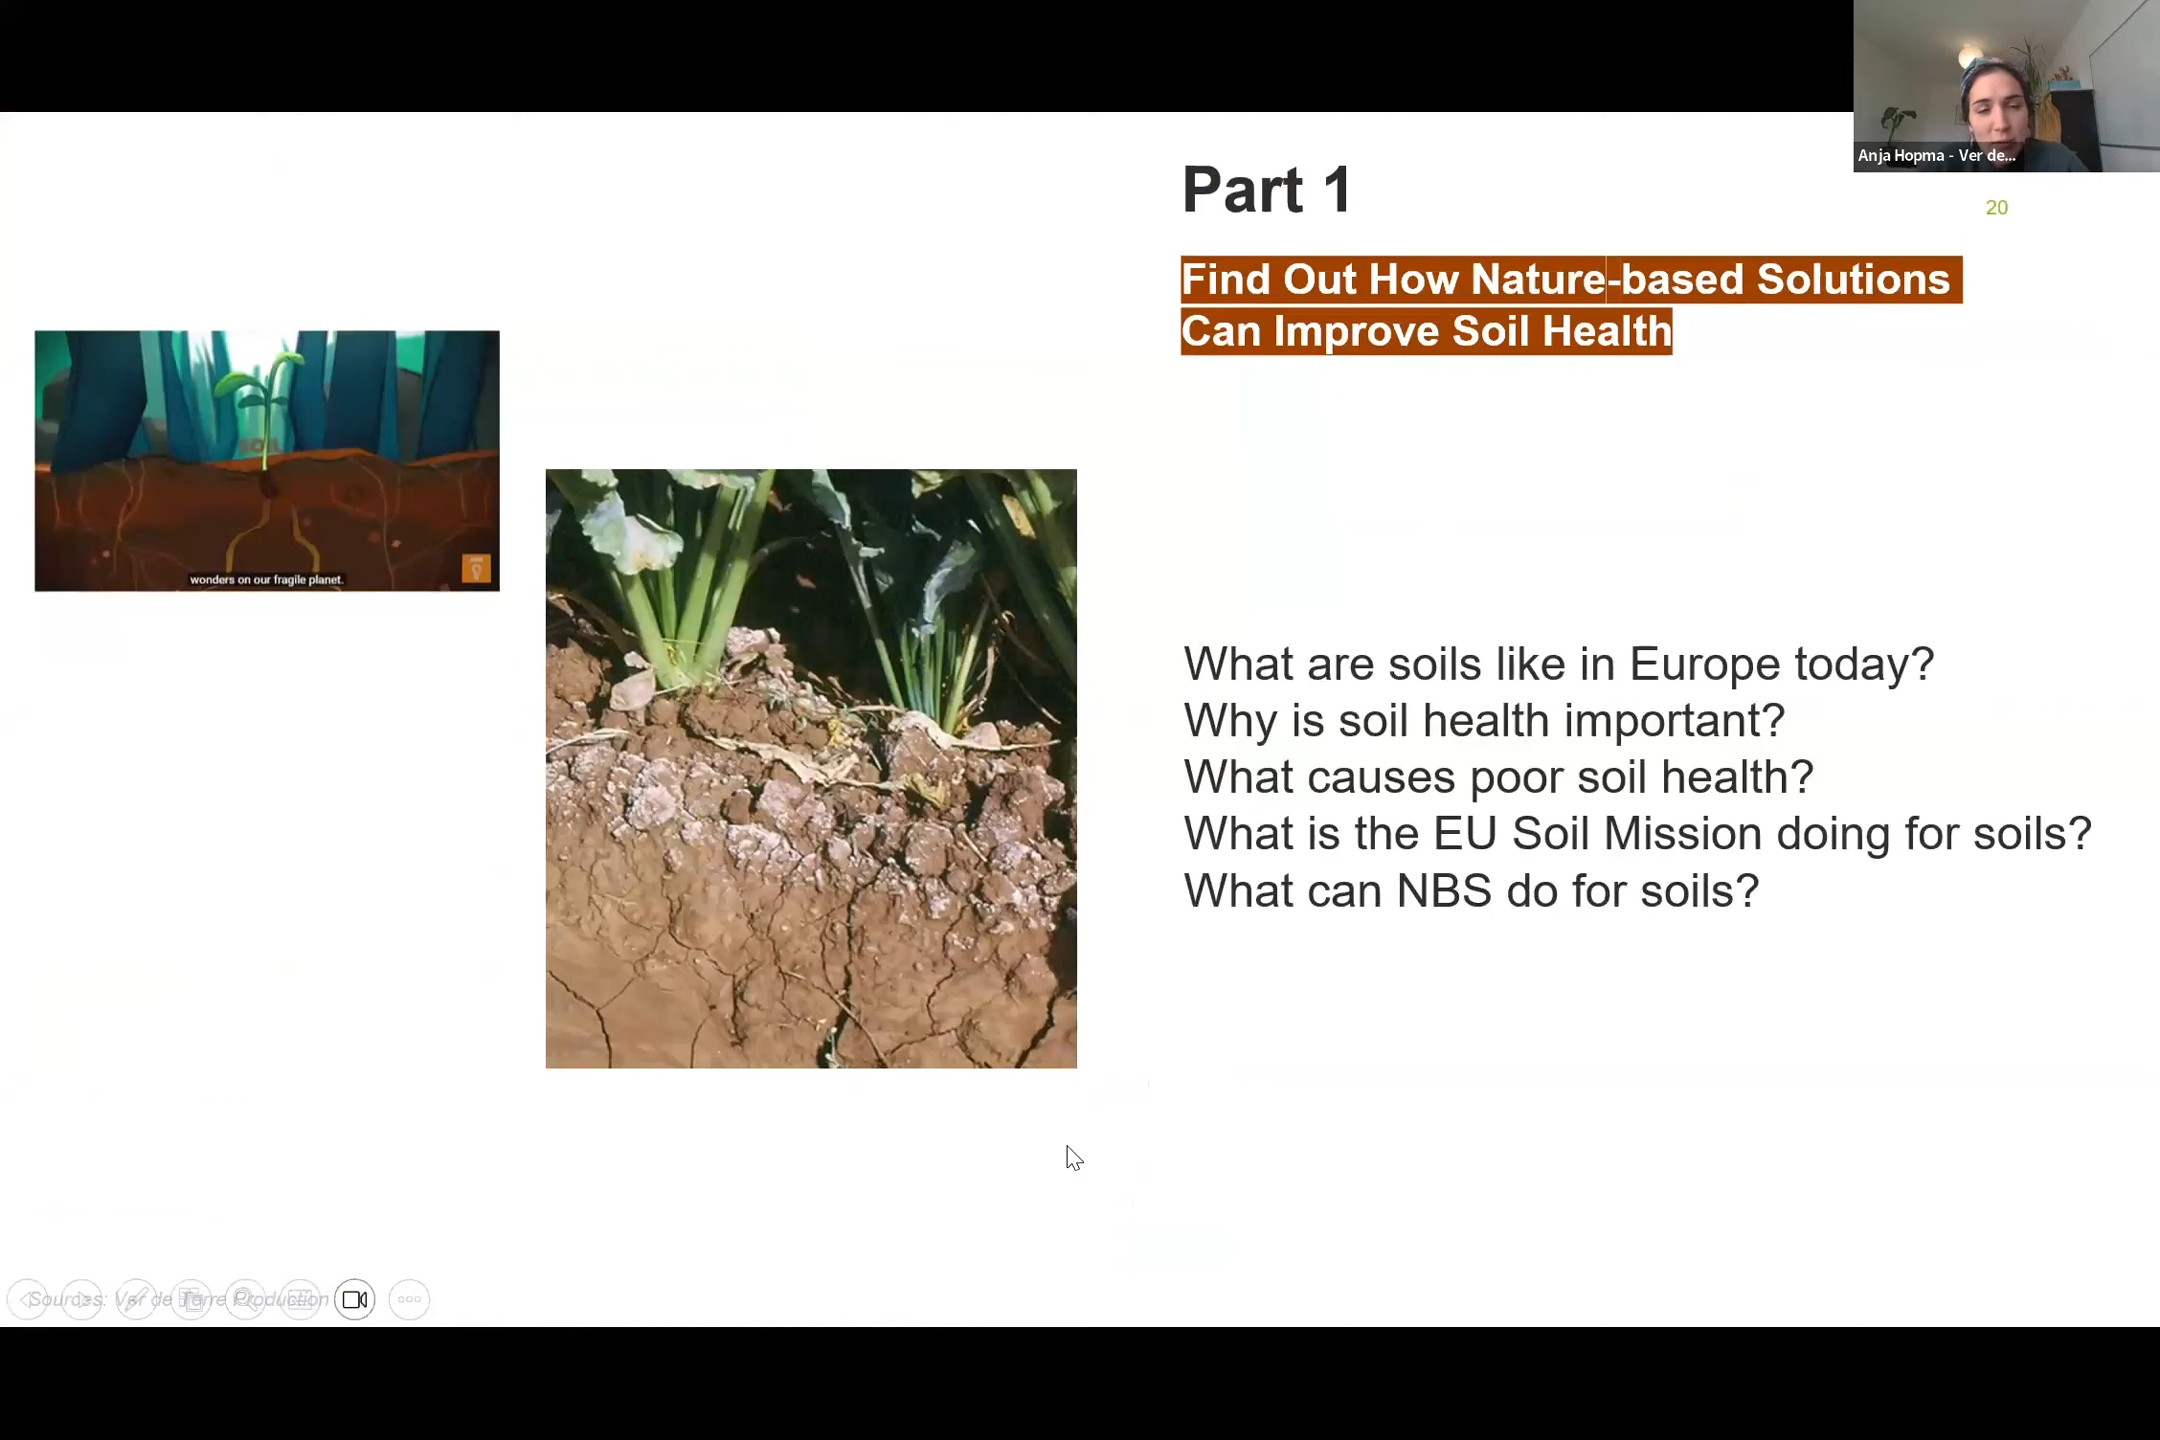 Anja Hopma - Ver de...
Part 1
20
Find Out How Nature-based Solutions
Can Improve Soil Health
SOIL
wonders on our fragile planet.
What are soils like in Europe today?
Why is soil health important?
What causes poor soil health?
What is the EU Soil Mission doing for soils?
What can NBS do for soils?
Sources: Ver de Terre Production